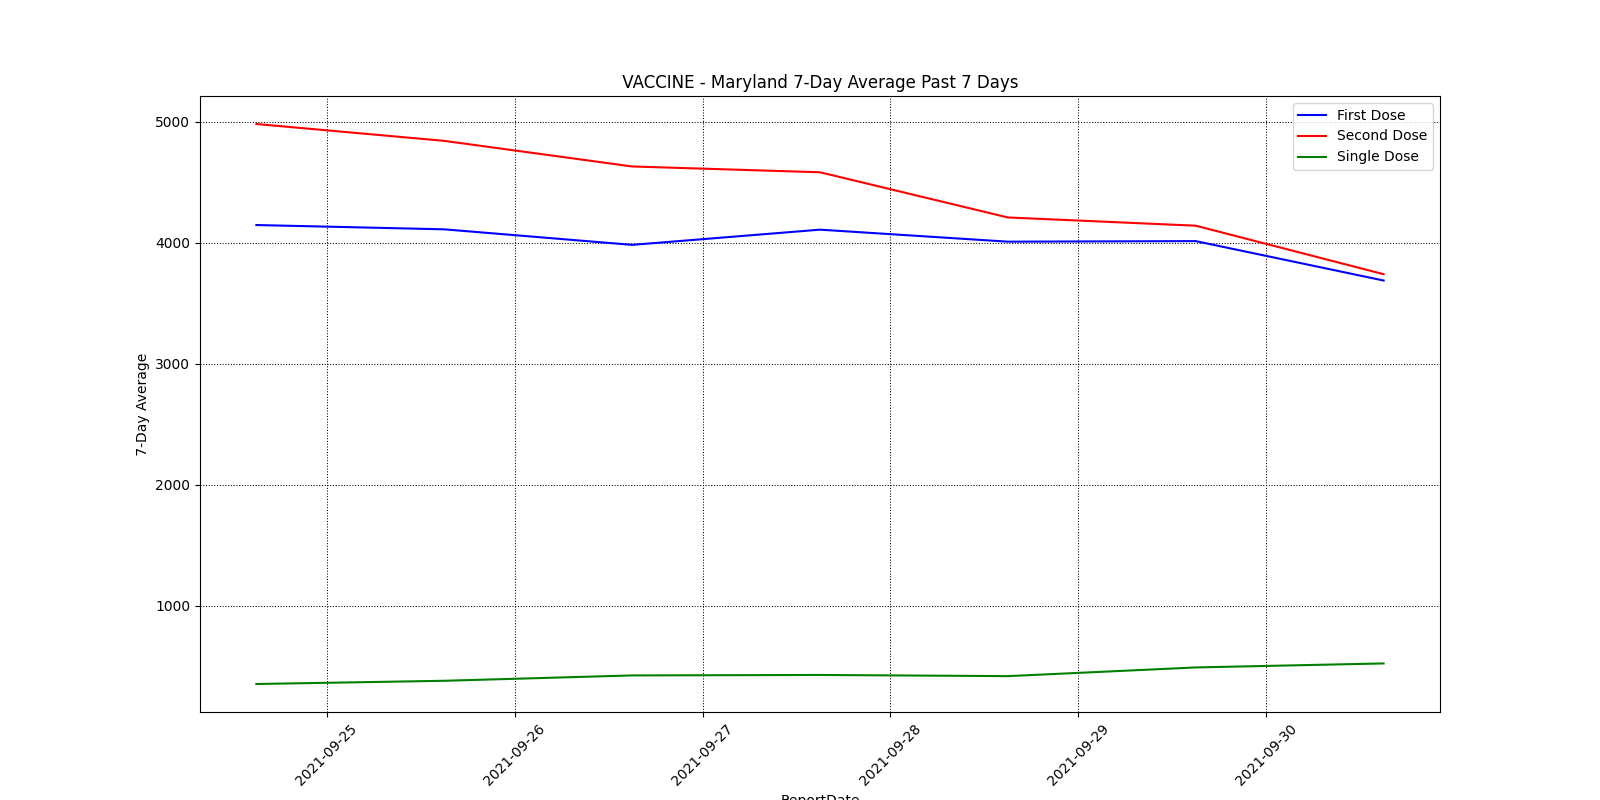 VACCINE - Maryland 7-Day Average Past 7 Days
First Dose
Second Dose
Single Dose
7-Day Average
5000
4000
3000
2000
1000
2021-09-25
2021-09-26
2021-09-27
2021-09-28
2021-09-29
2021-09-30
ReportDate